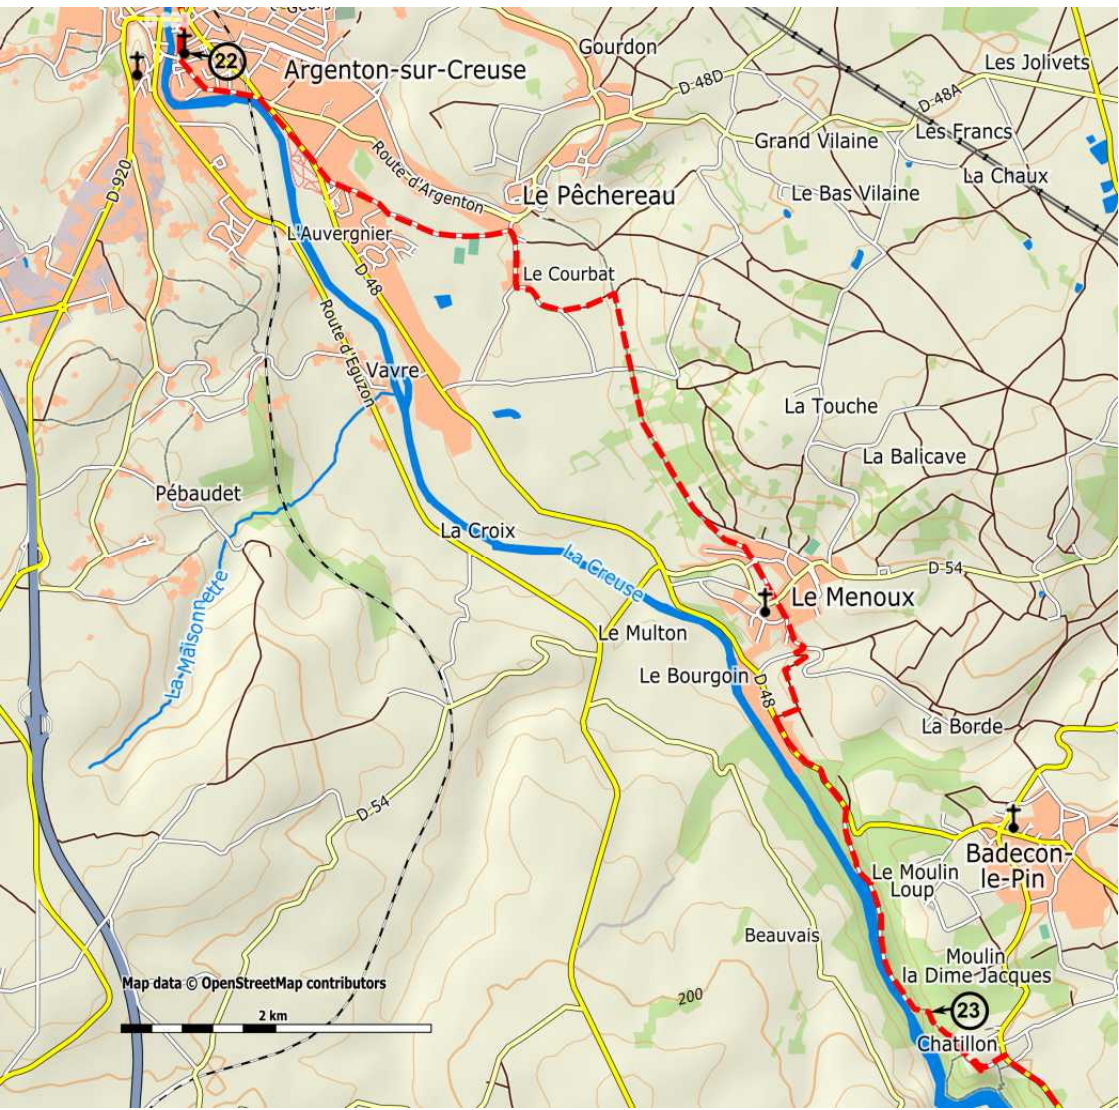 Gourdon
Les Jolivets
22
Argenton-sur-Creuse
D-48D
D-48A
Les Francs
Grand Vilaine
D-920
Route-d'Argenton
La Chaux
Le Pêchereau
Le Bas Vilaine
L'Auvergnier
D-48
Le Courbat
Route d'Eguzon
Vavre
La Touche
La Balicave
Pébaudet
La Croix
La Creuse
D-54
La-Maisonnette
Le Menoux
Le Multon
Le Bourgoin
D-48
La Borde
D-54
Badecon-
le-Pin
Le Moulin
Loup
Beauvais
Moulin
la Dime Jacques
Map data © OpenStreetMap contributors
200
2 km
23
Chatillon